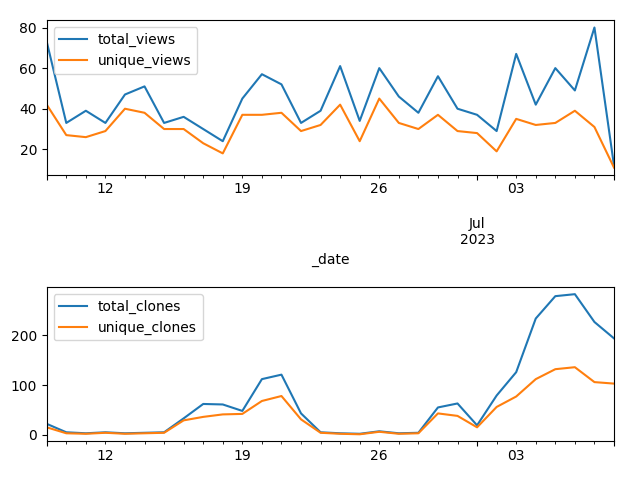 80
60
40
20
total_views
unique_views
12
19
26
03
Jul
2023
_date
200
100
0
total_clones
unique_clones
12
19
26
03